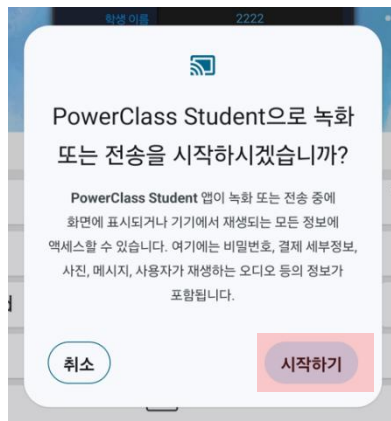 학생 이름 2222
PowerClass Student으로 녹화
또는 전송을 시작하시겠습니까?
PowerClass Student 앱이 녹화 또는 전송 중에
화면에 표시되거나 기기에서 재생되는 모든 정보에
액세스할 수 있습니다. 여기에는 비밀번호, 결제 세부정보,
사진, 메시지, 사용자가 재생하는 오디오 등의 정보가
포함됩니다.
취소 시작하기